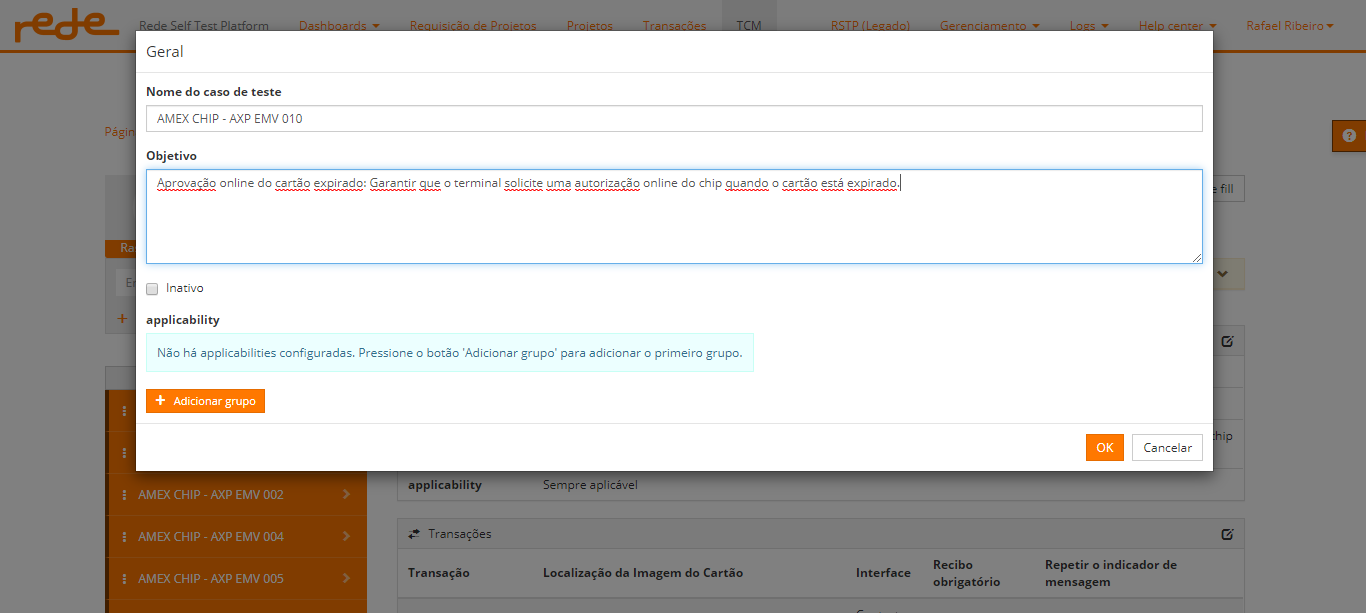 rede
Rede Self Test Platform Dashboards Requisição de Projetos Projetos Transações TCM RSTP (Legado) Gerenciamento Logs Help center Rafael Ribeiro
Geral
Nome do caso de teste
AMEX CHIP - AXP EMV 010
Págin
Objetivo
Aprovação online do cartão expirado: Garantir que o terminal solicite uma autorização online do chip quando o cartão está expirado.
e fill
Ra
Inativo
applicability
Não há applicabilities configuradas. Pressione o botão 'Adicionar grupo' para adicionar o primeiro grupo.
+ Adicionar grupo
chip
OK Cancelar
applicability Sempre aplicável
AMEX CHIP - AXP EMV 002
AMEX CHIP - AXP EMV 004
AMEX CHIP - AXP EMV 005
Transações
Transação Localização da Imagem do Cartão Interface Recibo obrigatório Repetir o indicador de mensagem